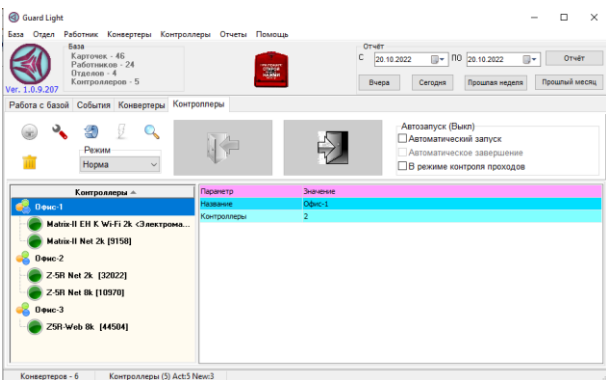 Guard Light
База Отдел Работник Конвертеры Контроллеры Отчеты Помощь
База
Карточек - 46
Работников - 24
Отделов - 4
Контроллеров - 5
Ver. 1.0.9.207
Отчёт
С 20.10.2022 ПО 20.10.2022 Отчёт
Вчера Сегодня Прошлая неделя Прошлый месяц
Работа с базой События Конвертеры Контроллеры
Режим
Норма
Автозапуск (Выкл)
Автоматический запуск
Автоматическое завершение
В режиме контроля проходов
Контроллеры
Параметр Значение
Офис-1
Название Офис-1
Контроллеры 2
Matrix-II EH K Wi-Fi 2k <Электрома...
Matrix-II Net 2k [9158]
Офис-2
Z-5R Net 2k [32022]
Z-5R Net 8k [10970]
Офис-3
Z5R-Web 8k [44504]
Конвертеров - 6 Контроллеры (5) Act:5 New:3